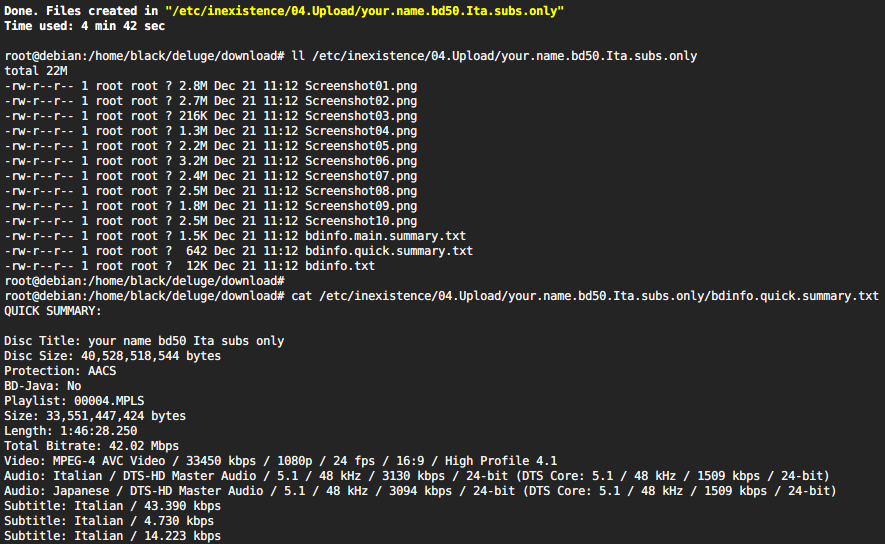 Done. Files created in "/etc/inexistence/04.Upload/your.name.bd50.Ita.subs.only"
Time used: 4 min 42 sec
root@debian:/home/black/deluge/download# ll /etc/inexistence/04.Upload/your.name.bd50.Ita.subs.only
total 22M
-rw-r--r-- 1 root root ? 2.8M Dec 21 11:12 Screenshot01.png
-rw-r--r-- 1 root root ? 2.7M Dec 21 11:12 Screenshot02.png
-rw-r--r-- 1 root root ? 216K Dec 21 11:12 Screenshot03.png
-rw-r--r-- 1 root root ? 1.3M Dec 21 11:12 Screenshot04.png
-rw-r--r-- 1 root root ? 2.2M Dec 21 11:12 Screenshot05.png
-rw-r--r-- 1 root root ? 3.2M Dec 21 11:12 Screenshot06.png
-rw-r--r-- 1 root root ? 2.4M Dec 21 11:12 Screenshot07.png
-rw-r--r-- 1 root root ? 2.5M Dec 21 11:12 Screenshot08.png
-rw-r--r-- 1 root root ? 1.8M Dec 21 11:12 Screenshot09.png
-rw-r--r-- 1 root root ? 2.5M Dec 21 11:12 Screenshot10.png
-rw-r--r-- 1 root root ? 1.5K Dec 21 11:12 bdinfo.main.summary.txt
-rw-r--r-- 1 root root ?  642 Dec 21 11:12 bdinfo.quick.summary.txt
-rw-r--r-- 1 root root ?  12K Dec 21 11:12 bdinfo.txt
root@debian:/home/black/deluge/download#
root@debian:/home/black/deluge/download# cat /etc/inexistence/04.Upload/your.name.bd50.Ita.subs.only/bdinfo.quick.summary.txt
QUICK SUMMARY:
Disc Title: your name bd50 Ita subs only
Disc Size: 40,528,518,544 bytes
Protection: AACS
BD-Java: No
Playlist: 00004.MPLS
Size: 33,551,447,424 bytes
Length: 1:46:28.250
Total Bitrate: 42.02 Mbps
Video: MPEG-4 AVC Video / 33450 kbps / 1080p / 24 fps / 16:9 / High Profile 4.1
Audio: Italian / DTS-HD Master Audio / 5.1 / 48 kHz / 3130 kbps / 24-bit (DTS Core: 5.1 / 48 kHz / 1509 kbps / 24-bit)
Audio: Japanese / DTS-HD Master Audio / 5.1 / 48 kHz / 3094 kbps / 24-bit (DTS Core: 5.1 / 48 kHz / 1509 kbps / 24-bit)
Subtitle: Italian / 43.390 kbps
Subtitle: Italian / 4.730 kbps
Subtitle: Italian / 14.223 kbps